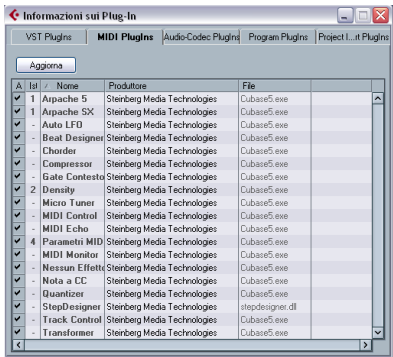 Informazioni sui Plug-In
VST PlugIns MIDI PlugIns Audio-Codec PlugIns Program PlugIns Project I...rt PlugIns
Aggiorna
A Ist / Nome Produttore File
1 Arpache 5 Steinberg Media Technologies Cubase5.exe
1 Arpache SX Steinberg Media Technologies Cubase5.exe
- Auto LFO Steinberg Media Technologies Cubase5.exe
- Beat Designer Steinberg Media Technologies Cubase5.exe
- Chorder Steinberg Media Technologies Cubase5.exe
- Compressor Steinberg Media Technologies Cubase5.exe
- Gate Contesto Steinberg Media Technologies Cubase5.exe
2 Density Steinberg Media Technologies Cubase5.exe
- Micro Tuner Steinberg Media Technologies Cubase5.exe
- MIDI Control Steinberg Media Technologies Cubase5.exe
- MIDI Echo Steinberg Media Technologies Cubase5.exe
4 Parametri MID Steinberg Media Technologies Cubase5.exe
- MIDI Monitor Steinberg Media Technologies Cubase5.exe
- Nessun Effetto Steinberg Media Technologies Cubase5.exe
- Nota a CC Steinberg Media Technologies Cubase5.exe
- Quantizer Steinberg Media Technologies Cubase5.exe
- StepDesigner Steinberg Media Technologies stepdesigner.dll
- Track Control Steinberg Media Technologies Cubase5.exe
- Transformer Steinberg Media Technologies Cubase5.exe